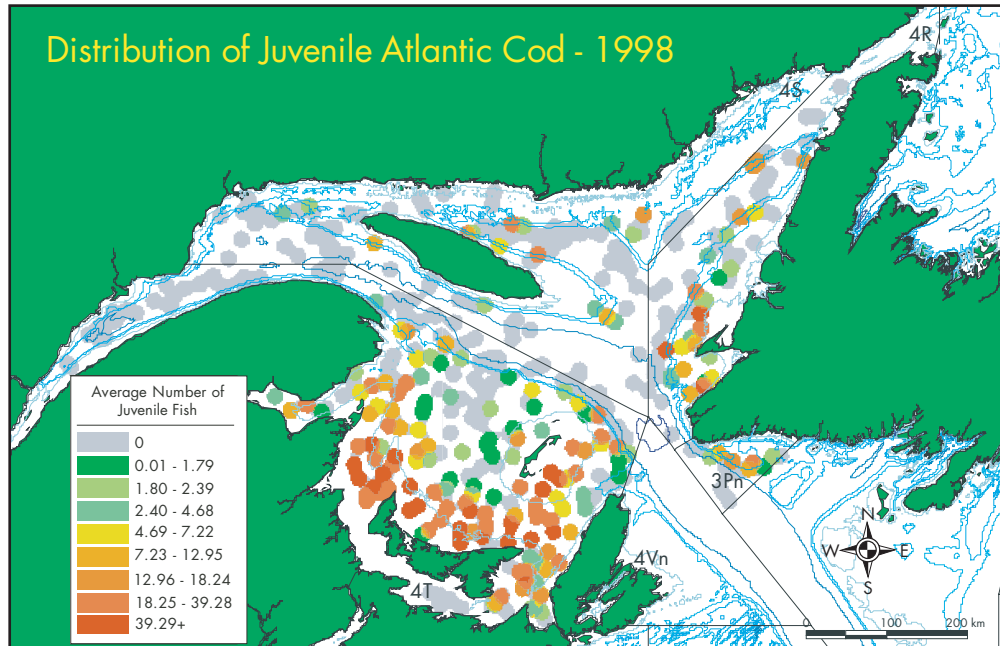 Distribution of Juvenile Atlantic Cod - 1998
4R
4S
3Pn
4Vn
4T
Average Number of
Juvenile Fish
0
0.01 - 1.79
1.80 - 2.39
2.40 - 4.68
4.69 - 7.22
7.23 - 12.95
12.96 - 18.24
18.25 - 39.28
39.29+
N
W E
S
0 100 200 km